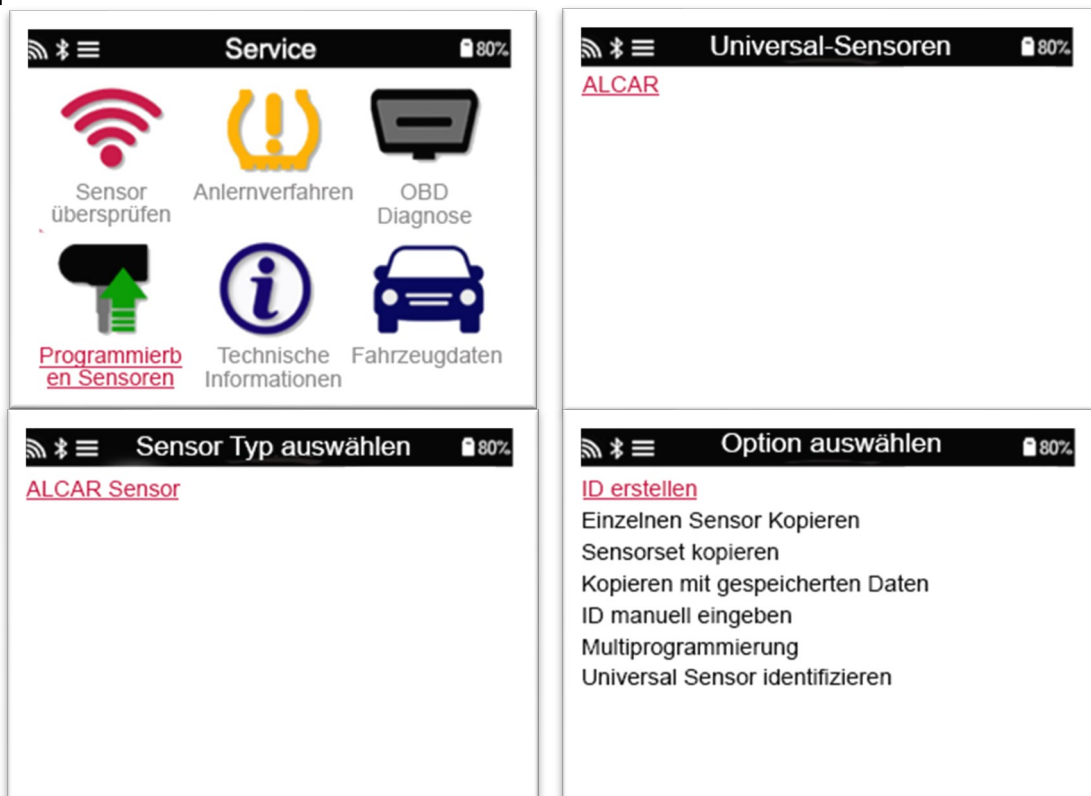 Service
80%
Sensor
übersprüfen
Anlernverfahren
OBD
Diagnose
Programmierb
en Sensoren
Technische
Informationen
Fahrzeugdaten
Universal-Sensoren
80%
ALCAR
Sensor Typ auswählen
80%
ALCAR Sensor
Option auswählen
80%
ID erstellen
Einzelnen Sensor Kopieren
Sensorset kopieren
Kopieren mit gespeicherten Daten
ID manuell eingeben
Multiprogrammierung
Universal Sensor identifizieren